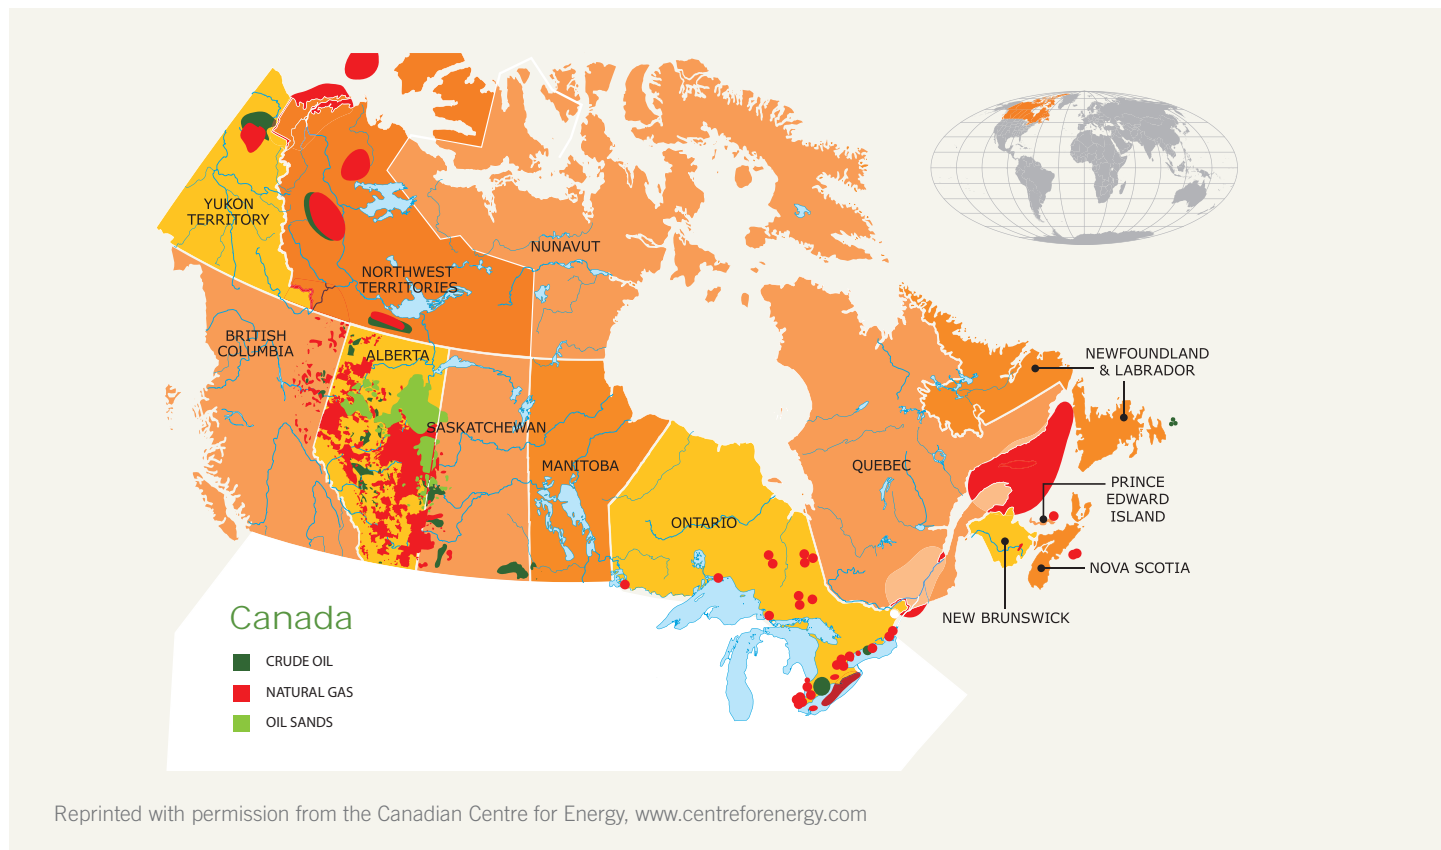 YUKON
TERRITORY
NUNAVUT
NORTHWEST
TERRITORIES
BRITISH
COLUMBIA
ALBERTA
NEWFOUNDLAND
& LABRADOR
SASKATCHEWAN
MANITOBA
QUEBEC
PRINCE
EDWARD
ISLAND
ONTARIO
NOVA SCOTIA
NEW BRUNSWICK
Canada
CRUDE OIL
NATURAL GAS
OIL SANDS
Reprinted with permission from the Canadian Centre for Energy, www.centreforenergy.com